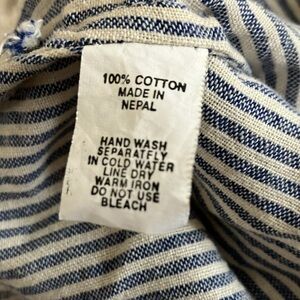 100% COTTON
MADE IN
NEPAL
HAND WASH
SEPARATFLY
IN COLD WATER
LINE DRY
WARM IRON
DO NOT USE
BLEACH